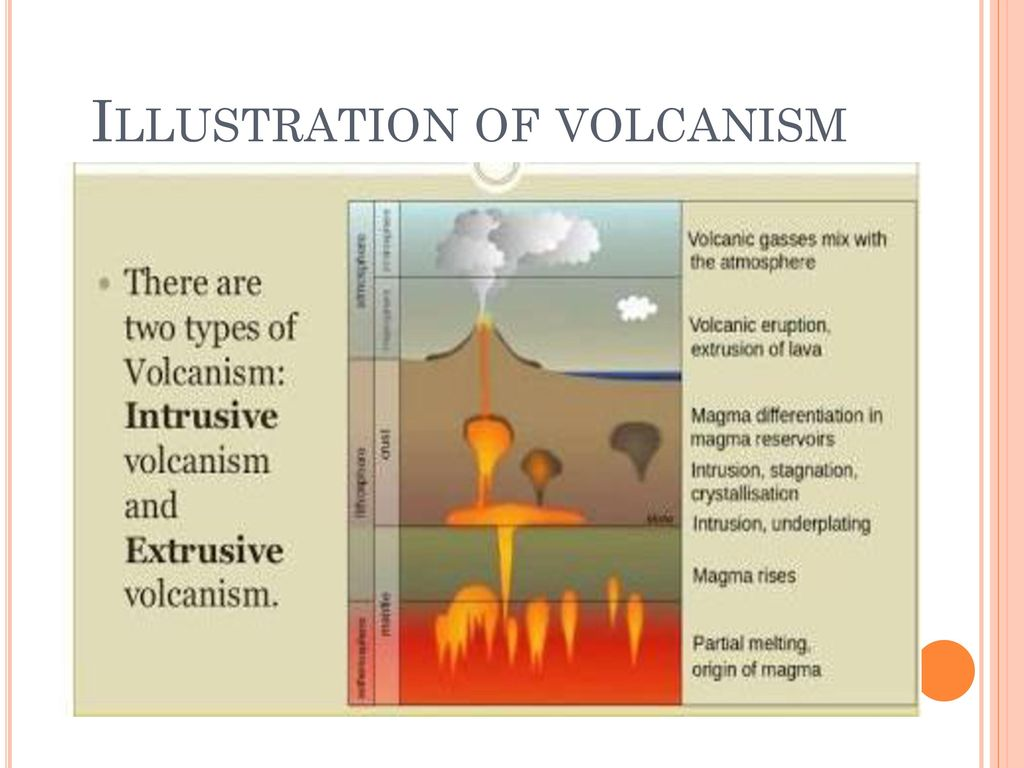 ILLUSTRATION OF VOLCANISM
• There are
two types of
Volcanism:
Intrusive
volcanism
and
Extrusive
volcanism.
atmosphere
lithosphere
crust
mantle
Volcanic gasses mix with
the atmosphere
Volcanic eruption,
extrusion of lava
Magma differentiation in
magma reservoirs
Intrusion, stagnation,
crystallisation
Intrusion, underplating
Magma rises
Partial melting,
origin of magma